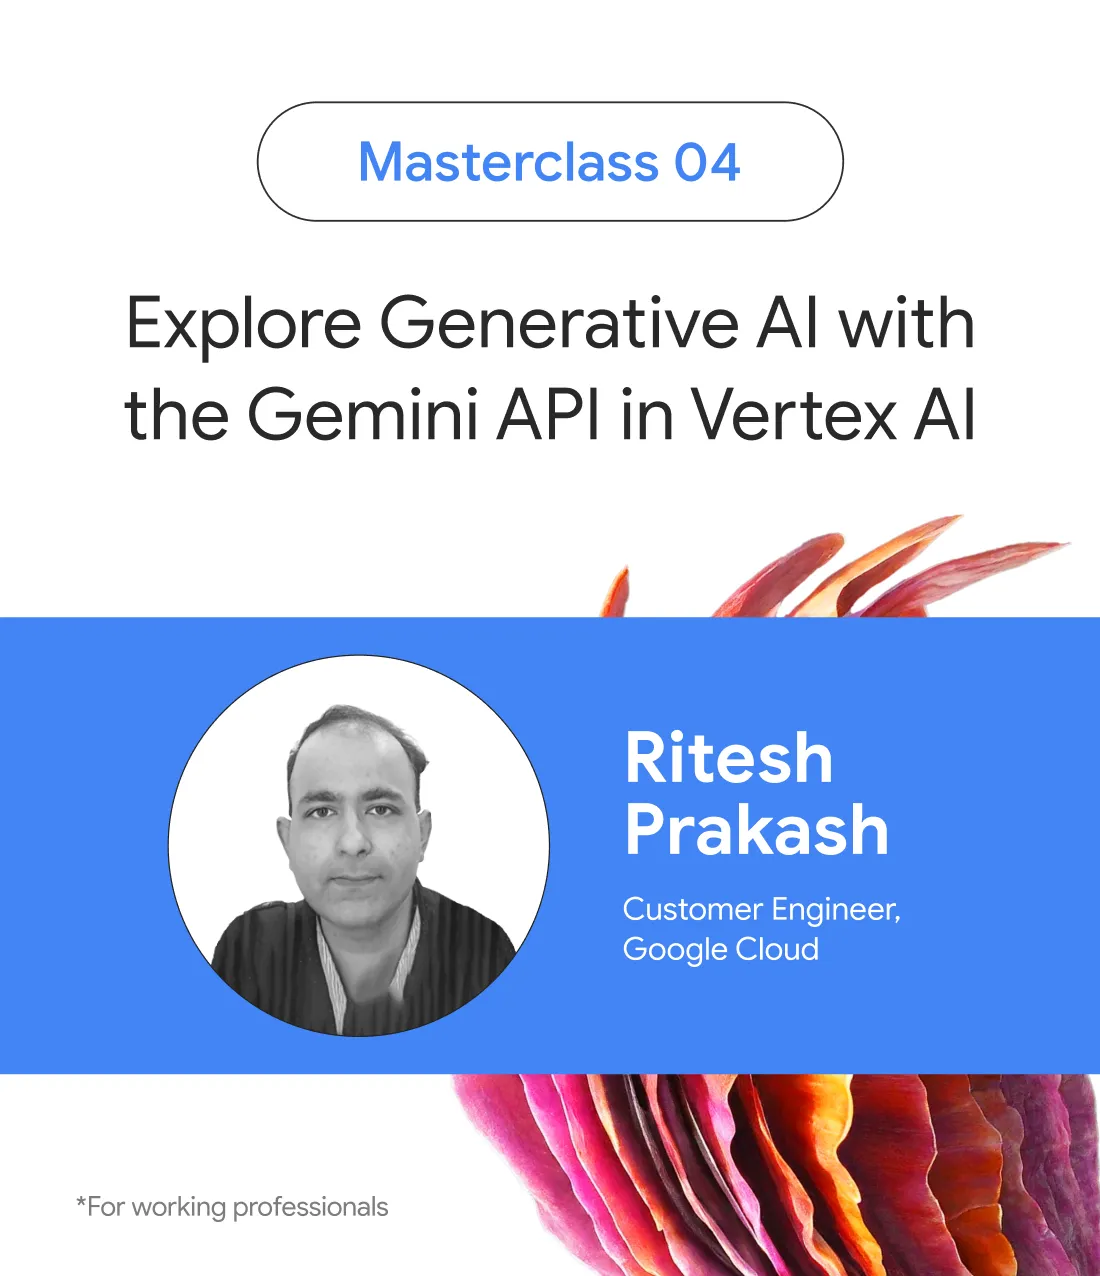 Masterclass 04
Explore Generative AI with
the Gemini API in Vertex AI
Ritesh
Prakash
Customer Engineer,
Google Cloud
*For working professionals